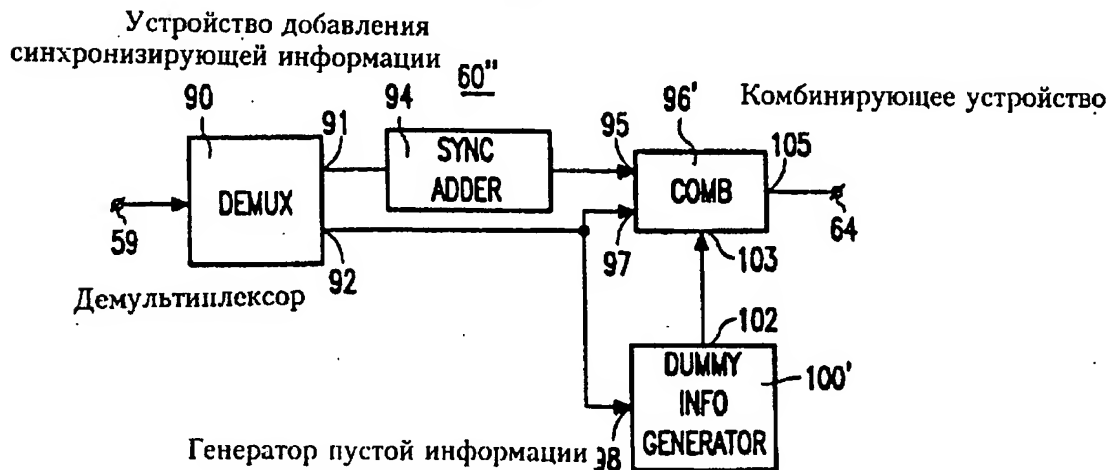 Устройство добавления
синхронизирующей информации
60"
Комбинирующее устройство
90
91
94
95
96'
105
SYNC
ADDER
DEMUX
COMB
59
92
97
103
64
Демультиплексор
102
DUMMY
INFO
GENERATOR
100'
Генератор пустой информации
98